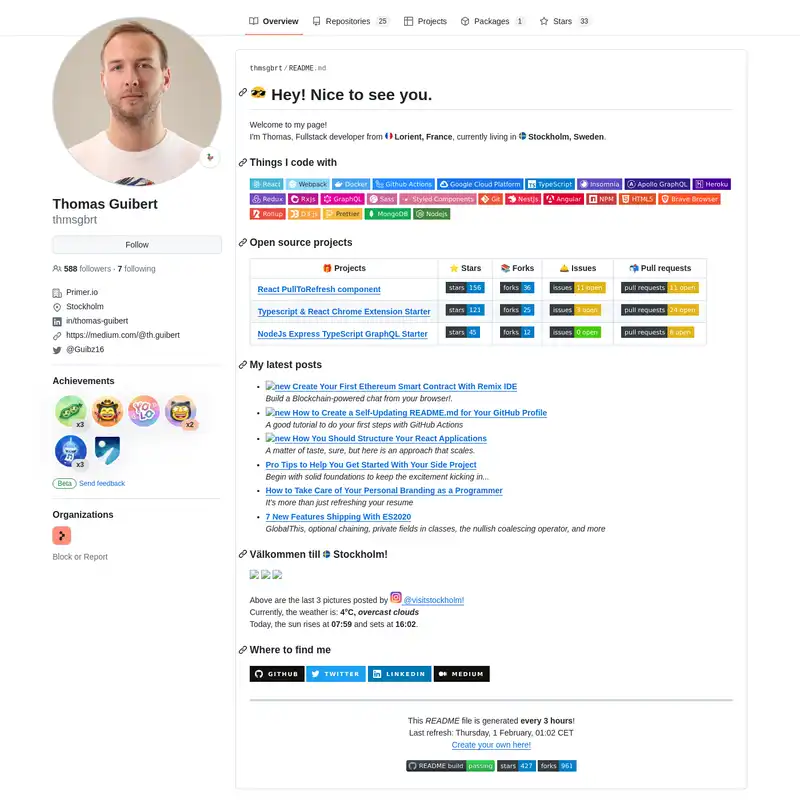 Overview
Repositories 25
Projects
Packages 1
Stars 33
Thomas Guibert
thmsgbrt
Follow
588 followers · 7 following
Primer.io
Stockholm
in/thomas-guibert
https://medium.com/@th.guibert
@Guibz16
Achievements
x3
YOLO
x2
x3
Beta Send feedback
Organizations
Block or Report
thmsgbrt / README.md
Hey! Nice to see you.
Welcome to my page!
I'm Thomas, Fullstack developer from Lorient, France, currently living in Stockholm, Sweden.
Things I code with
React Webpack Docker Github Actions Google Cloud Platform TypeScript Insomnia Apollo GraphQL Heroku
Redux Rxjs GraphQL Sass Styled Components Git Nestjs Angular NPM HTML5 Brave Browser
Rollup D3.js Prettier MongoDB Nodejs
Open source projects
Projects Stars Forks Issues Pull requests
React PullToRefresh component stars 156 forks 36 issues 11 open pull requests 11 open
Typescript & React Chrome Extension Starter stars 121 forks 25 issues 3 open pull requests 24 open
NodeJs Express TypeScript GraphQL Starter stars 45 forks 12 issues 0 open pull requests 6 open
My latest posts
new Create Your First Ethereum Smart Contract With Remix IDE
Build a Blockchain-powered chat from your browser!.
new How to Create a Self-Updating README.md for Your GitHub Profile
A good tutorial to do your first steps with GitHub Actions
new How You Should Structure Your React Applications
A matter of taste, sure, but here is an approach that scales.
Pro Tips to Help You Get Started With Your Side Project
Begin with solid foundations to keep the excitement kicking in...
How to Take Care of Your Personal Branding as a Programmer
It's more than just refreshing your resume
7 New Features Shipping With ES2020
GlobalThis, optional chaining, private fields in classes, the nullish coalescing operator, and more
Välkommen till Stockholm!
Above are the last 3 pictures posted by @visitstockholm!
Currently, the weather is: 4°C, overcast clouds
Today, the sun rises at 07:59 and sets at 16:02.
Where to find me
GITHUB TWITTER LINKEDIN MEDIUM
This README file is generated every 3 hours!
Last refresh: Thursday, 1 February, 01:02 CET
Create your own here!
README build passing stars 427 forks 961